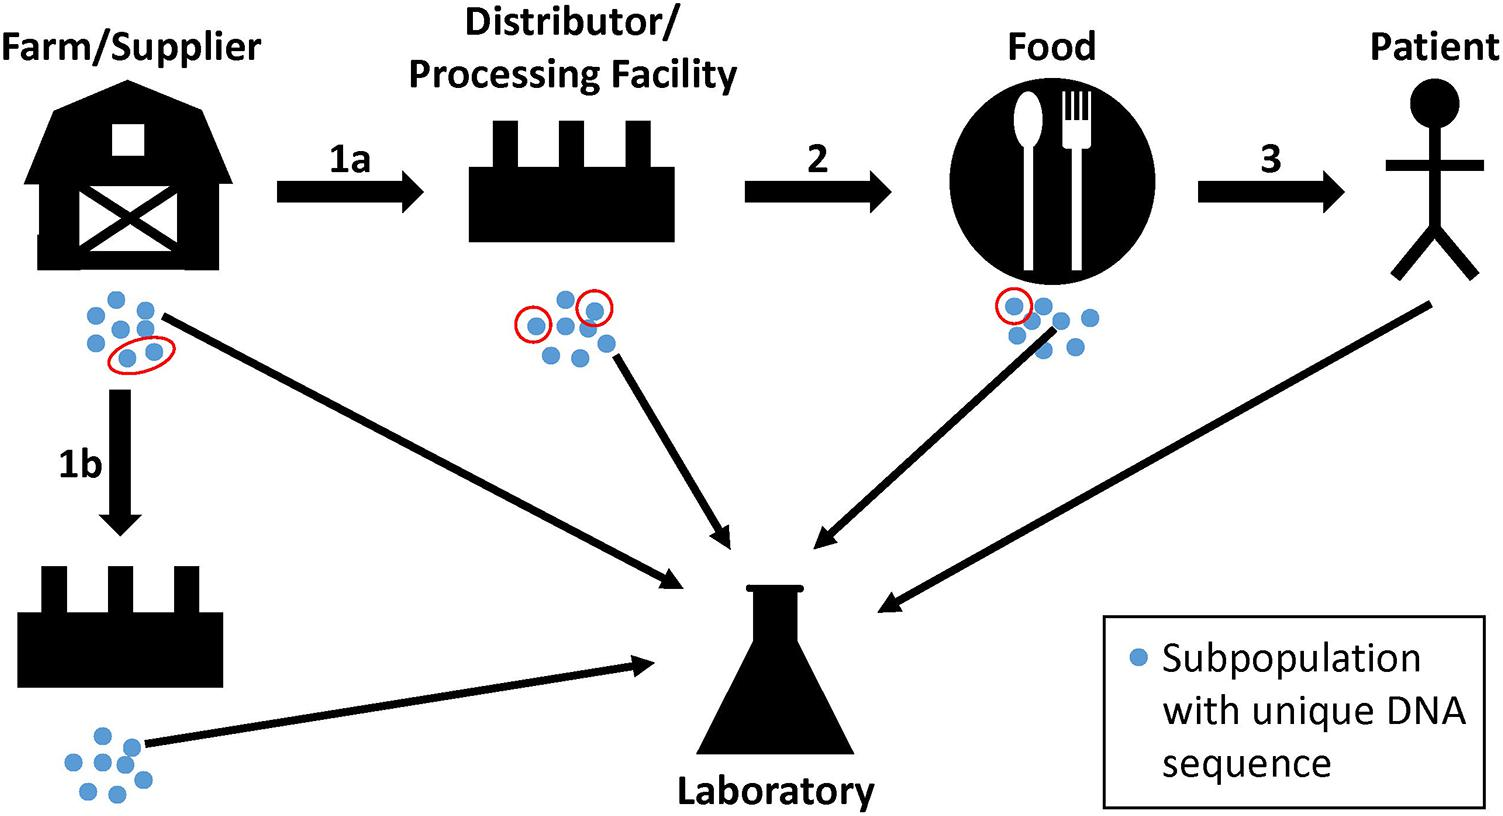 Farm/Supplier
Distributor/
Processing Facility
Food
Patient
1a
2
3
1b
Laboratory
Subpopulation
with unique DNA
sequence